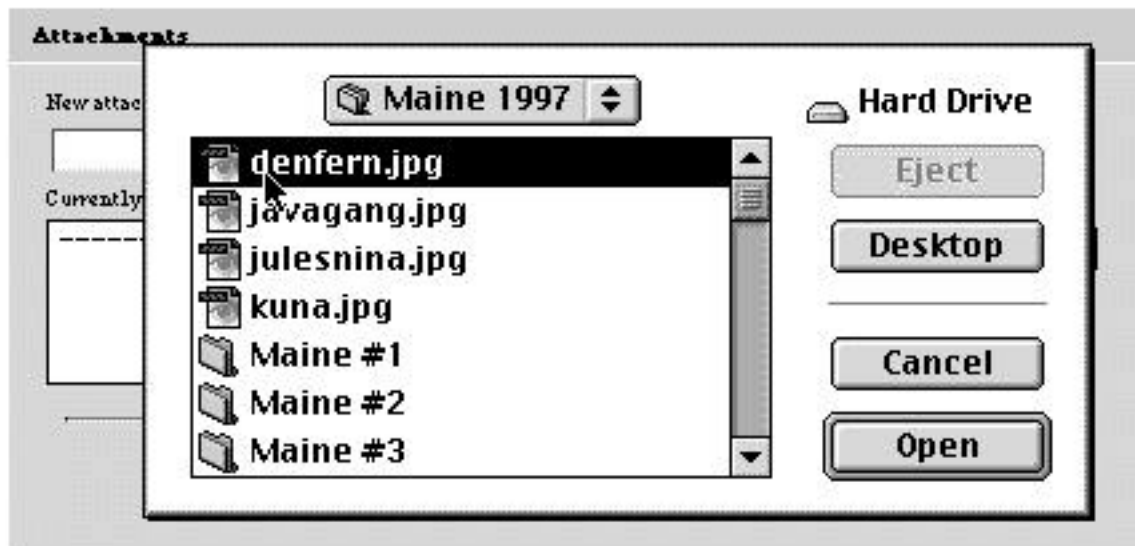 Attachments
New attac
Currently
Maine 1997
denfern.jpg
javagang.jpg
julesnina.jpg
kuna.jpg
Maine #1
Maine #2
Maine #3
Hard Drive
Eject
Desktop
Cancel
Open